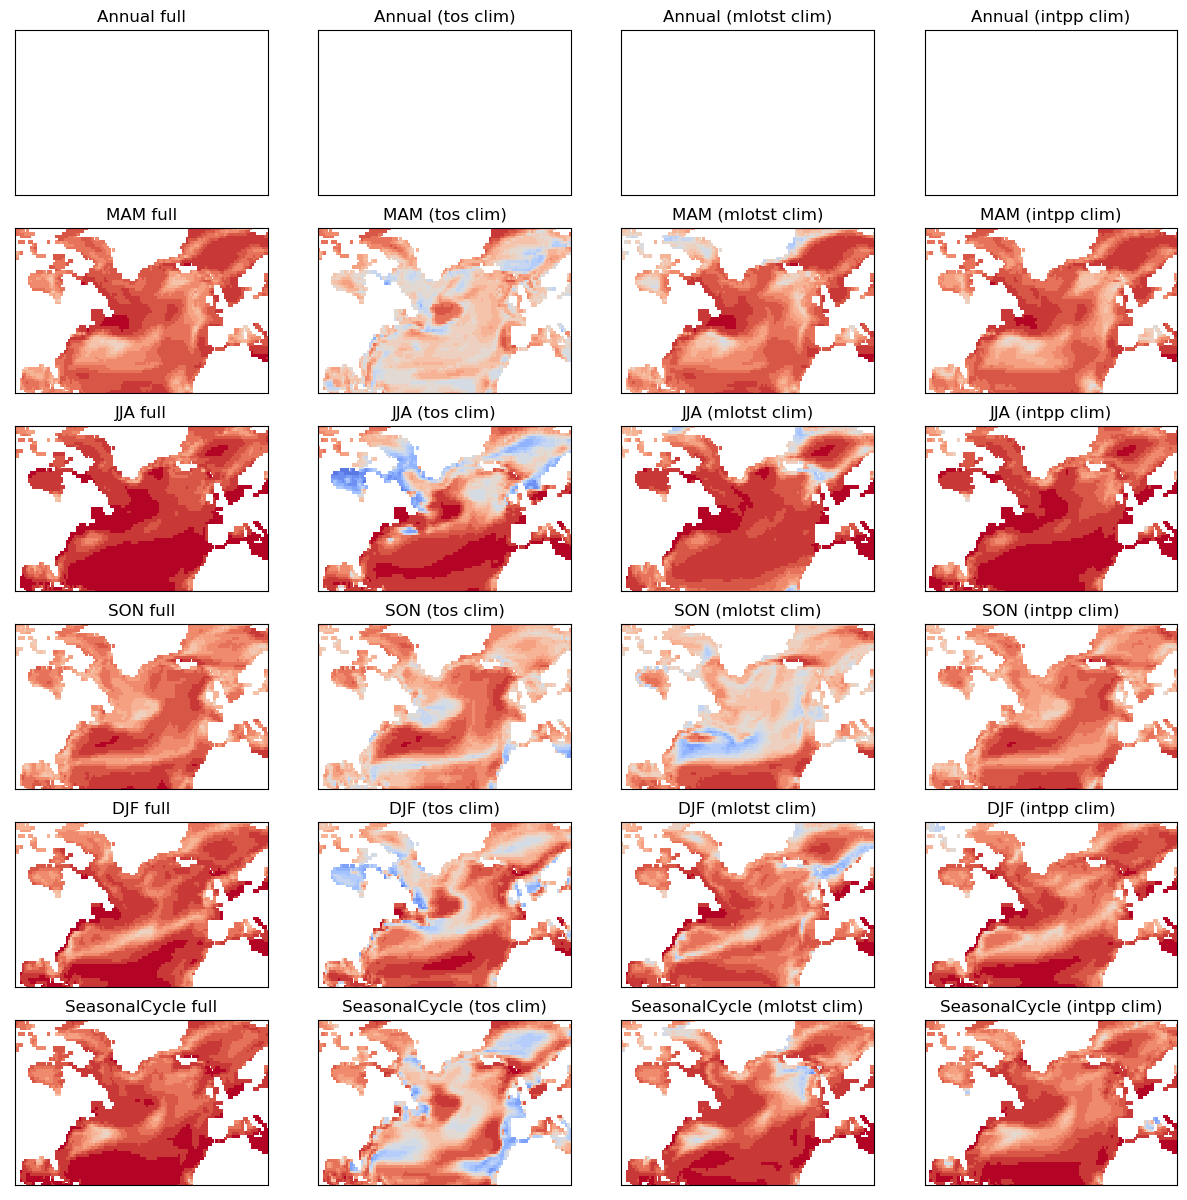 Annual full
Annual (tos clim)
Annual (mlotst clim)
Annual (intpp clim)
MAM full
MAM (tos clim)
MAM (mlotst clim)
MAM (intpp clim)
JJA full
JJA (tos clim)
JJA (mlotst clim)
JJA (intpp clim)
SON full
SON (tos clim)
SON (mlotst clim)
SON (intpp clim)
DJF full
DJF (tos clim)
DJF (mlotst clim)
DJF (intpp clim)
SeasonalCycle full
SeasonalCycle (tos clim)
SeasonalCycle (mlotst clim)
SeasonalCycle (intpp clim)